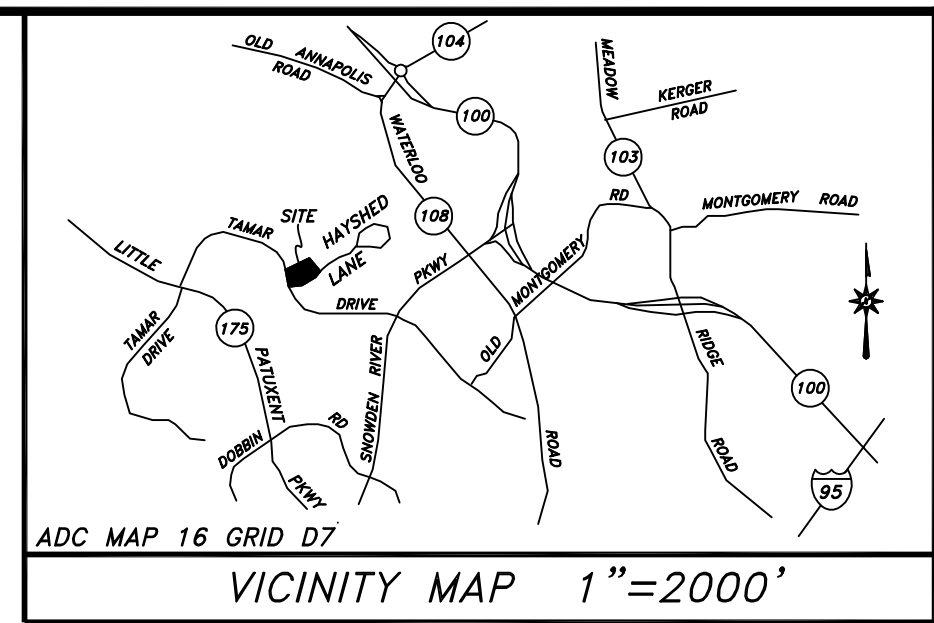 OLD ANNAPOLIS
ROAD
104
100
MEADOW
KERGER
ROAD
WATERLOO
103
108
RD
MONTGOMERY ROAD
SITE
HAYSHED
LANE
TAMAR
LITTLE
PKWY
MONTGOMERY
DRIVE
TAMAR
DRIVE
175
OLD
SNOWDEN RIVER
RIDGE
PATUXENT
100
DOBBIN
RD
ROAD
ROAD
PKWY
95
N
ADC MAP 16 GRID D7
VICINITY MAP 1"=2000'